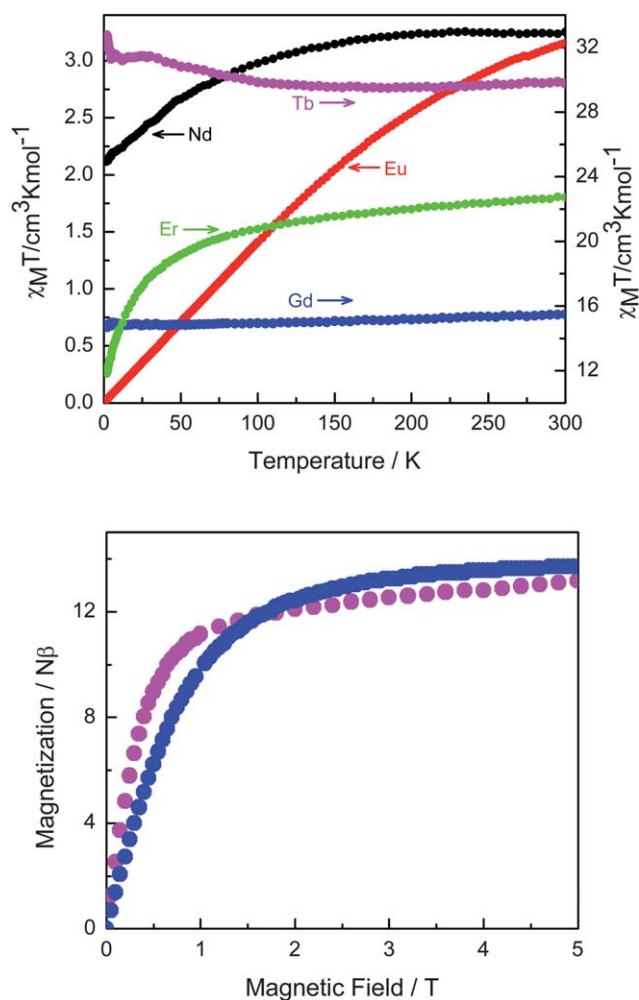 3.0
2.5
2.0
1.5
1.0
0.5
0.0
χMT/cm³Kmol⁻¹
32
28
24
20
16
12
χMT/cm³Kmol⁻¹
Tb
Nd
Eu
Er
Gd
0 50 100 150 200 250 300
Temperature / K
12
8
4
0
Magnetization / Nβ
0 1 2 3 4 5
Magnetic Field / T